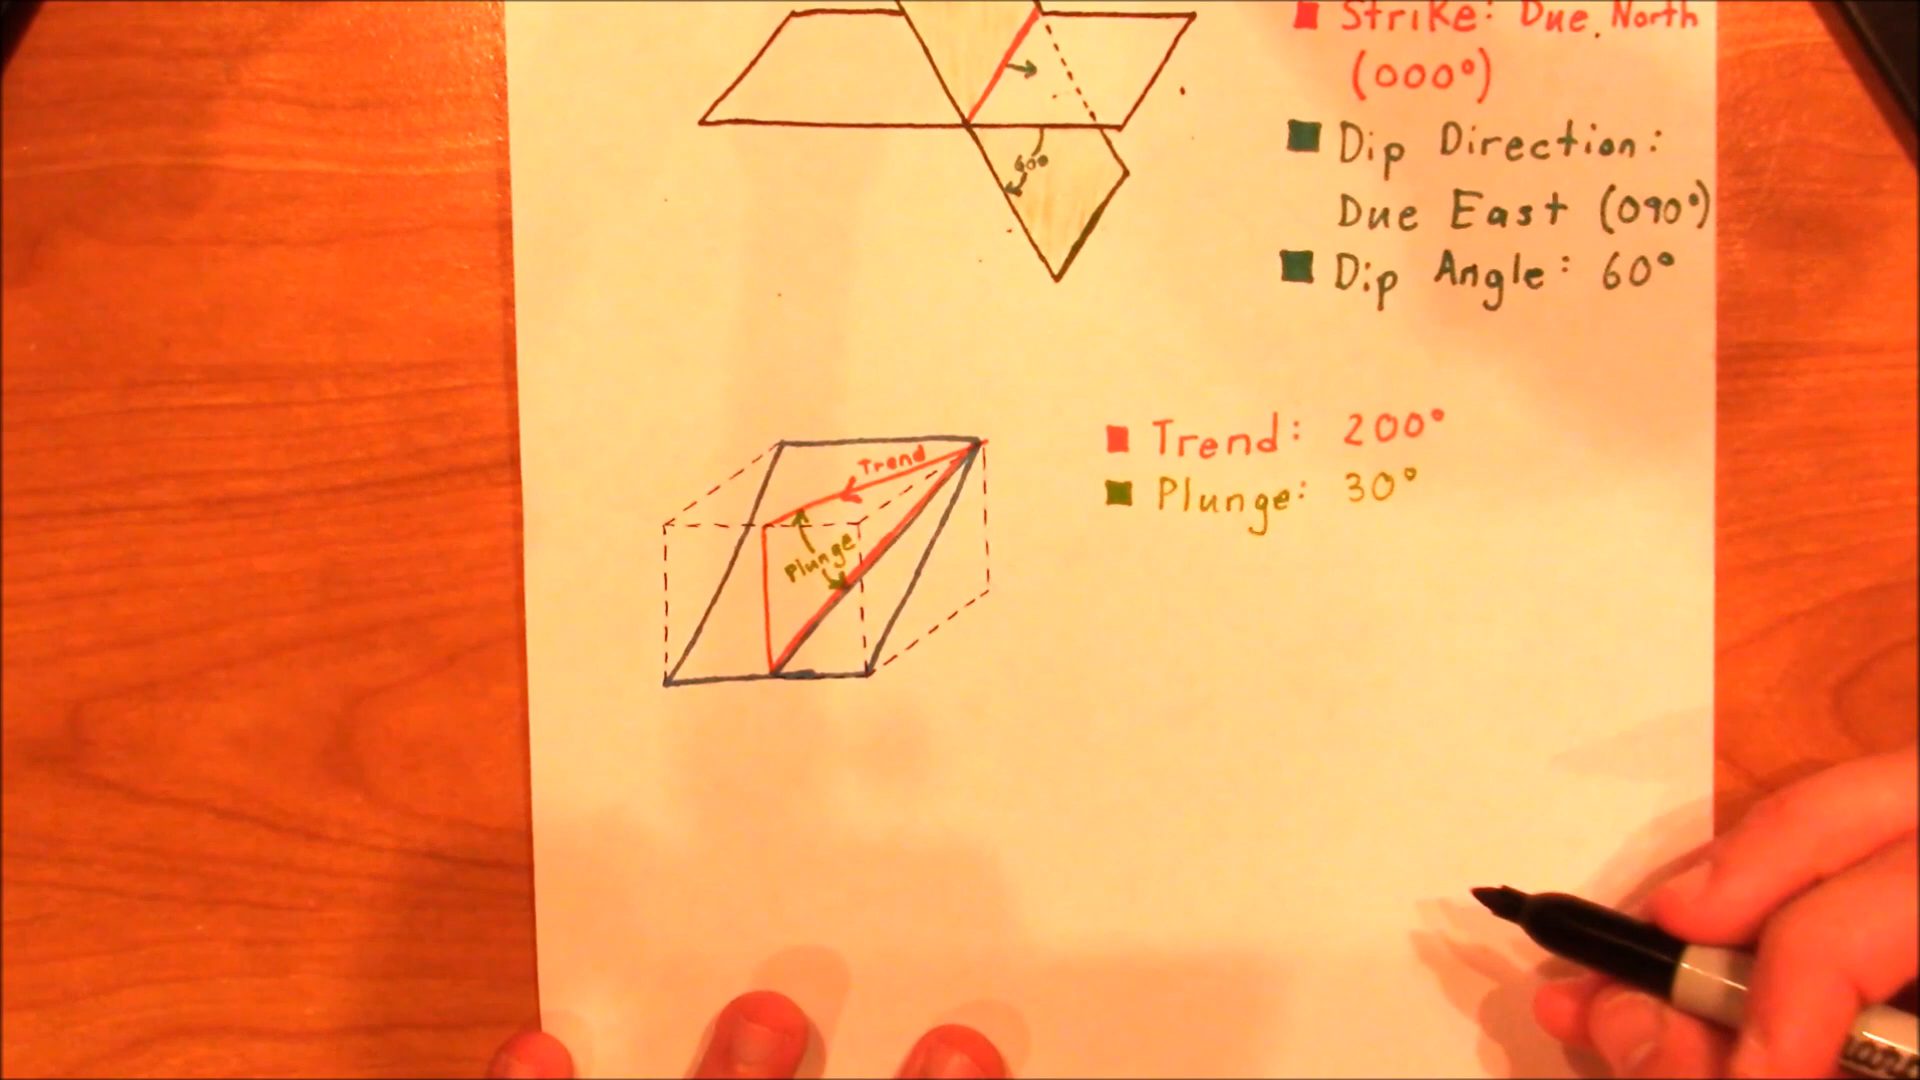 Strike: Due North
(000°)
Dip Direction:
Due East (090°)
Dip Angle: 60°
60°
Trend: 200°
Plunge: 30°
Trend
Plunge